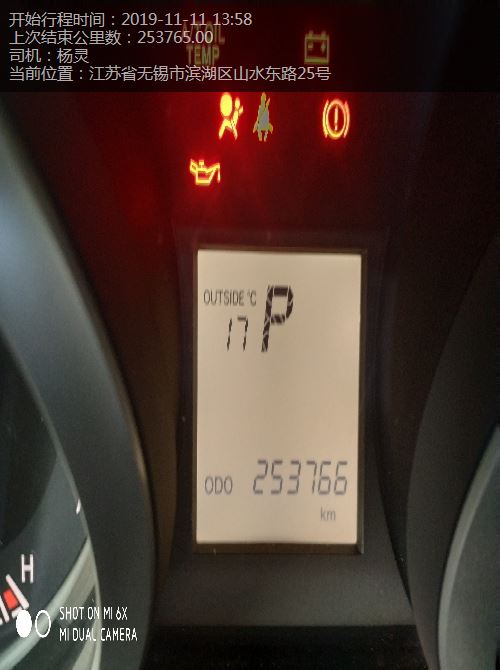 开始行程时间：2019-11-11 13:58
上次结束公里数：253765.00
司机：杨灵
当前位置：江苏省无锡市滨湖区山水东路25号
TEMP
OUTSIDE °C
17 P
ODO 253766
km
H
SHOT ON MI 6X
MI DUAL CAMERA